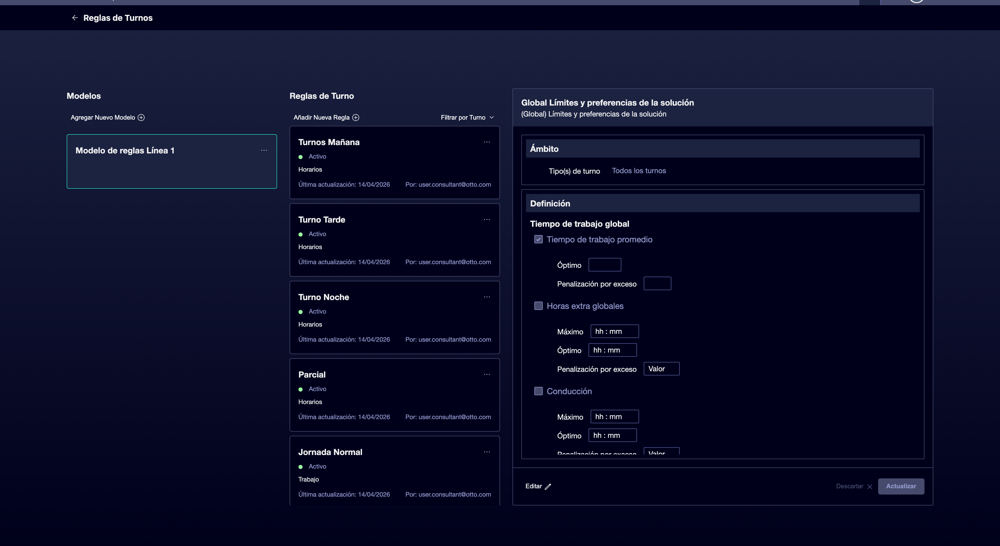 Reglas de Turnos
Modelos
Agregar Nuevo Modelo
Modelo de reglas Línea 1
Reglas de Turno
Añadir Nueva Regla
Filtrar por Turno
Turnos Mañana
Activo
Horarios
Última actualización: 14/04/2026 Por: user.consultant@otto.com
Turno Tarde
Activo
Horarios
Última actualización: 14/04/2026 Por: user.consultant@otto.com
Turno Noche
Activo
Horarios
Última actualización: 14/04/2026 Por: user.consultant@otto.com
Parcial
Activo
Horarios
Última actualización: 14/04/2026 Por: user.consultant@otto.com
Jornada Normal
Activo
Trabajo
Última actualización: 14/04/2026 Por: user.consultant@otto.com
Global Límites y preferencias de la solución
(Global) Límites y preferencias de la solución
Ámbito
Tipo(s) de turno Todos los turnos
Definición
Tiempo de trabajo global
Tiempo de trabajo promedio
Óptimo
Penalización por exceso
Horas extra globales
Máximo hh : mm
Óptimo hh : mm
Penalización por exceso Valor
Conducción
Máximo hh : mm
Óptimo hh : mm
Penalización por exceso Valor
Editar
Descartar
Actualizar